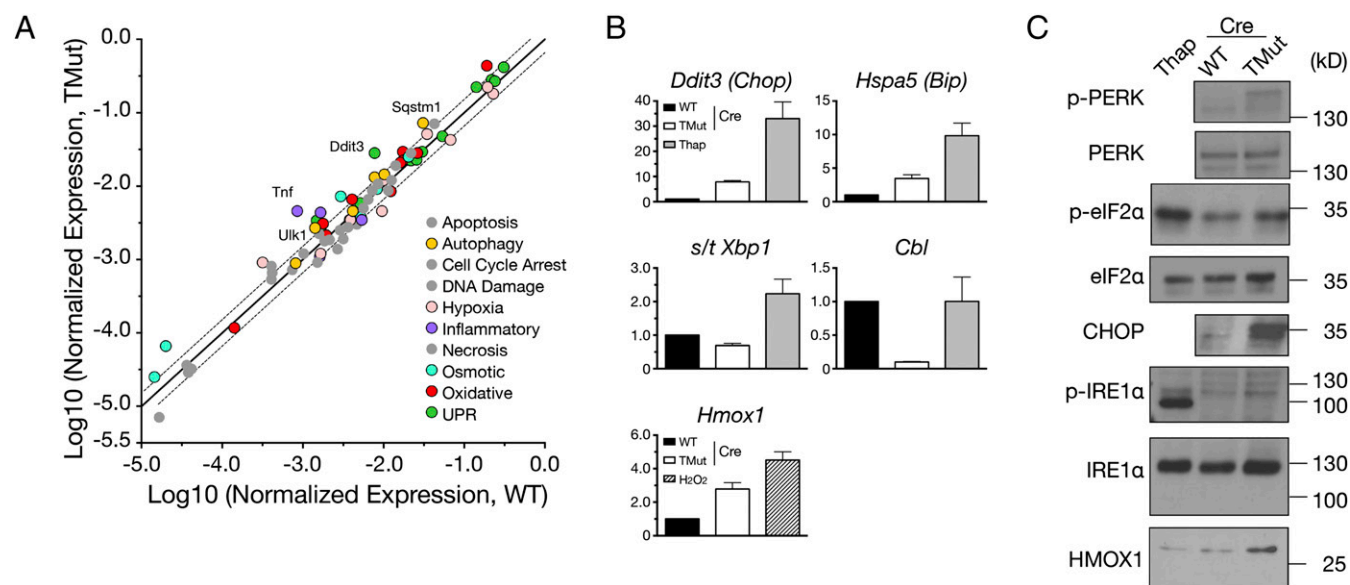 A
Log10 (Normalized Expression, TMut)
0.0
-1.0
-2.0
-3.0
-4.0
-5.0
-5.5
-5.0
-4.0
-3.0
-2.0
-1.0
0.0
Log10 (Normalized Expression, WT)
Sqstm1
Ddit3
Tnf
Ulk1
Apoptosis
Autophagy
Cell Cycle Arrest
DNA Damage
Hypoxia
Inflammatory
Necrosis
Osmotic
Oxidative
UPR
B
Ddit3 (Chop)
50
40
30
20
10
0
WT
TMut
Cre
Thap
Hspa5 (Bip)
15
10
5
0
s/t Xbp1
3.0
2.0
1.0
0
Cbl
1.5
1.0
0.5
0
Hmox1
6.0
4.0
2.0
0
WT
TMut
Cre
H2O2
C
Cre
Thap
WT
TMut
(kD)
p-PERK
130
PERK
130
p-eIF2α
35
eIF2α
35
CHOP
35
p-IRE1α
130
100
IRE1α
130
100
HMOX1
25